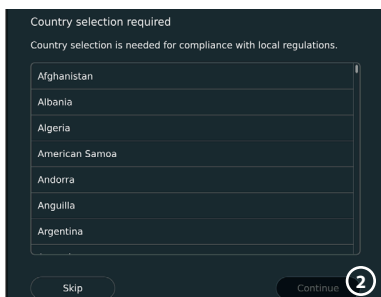 Country selection required
Country selection is needed for compliance with local regulations.
Afghanistan
Albania
Algeria
American Samoa
Andorra
Anguilla
Argentina
Skip
Continue
2